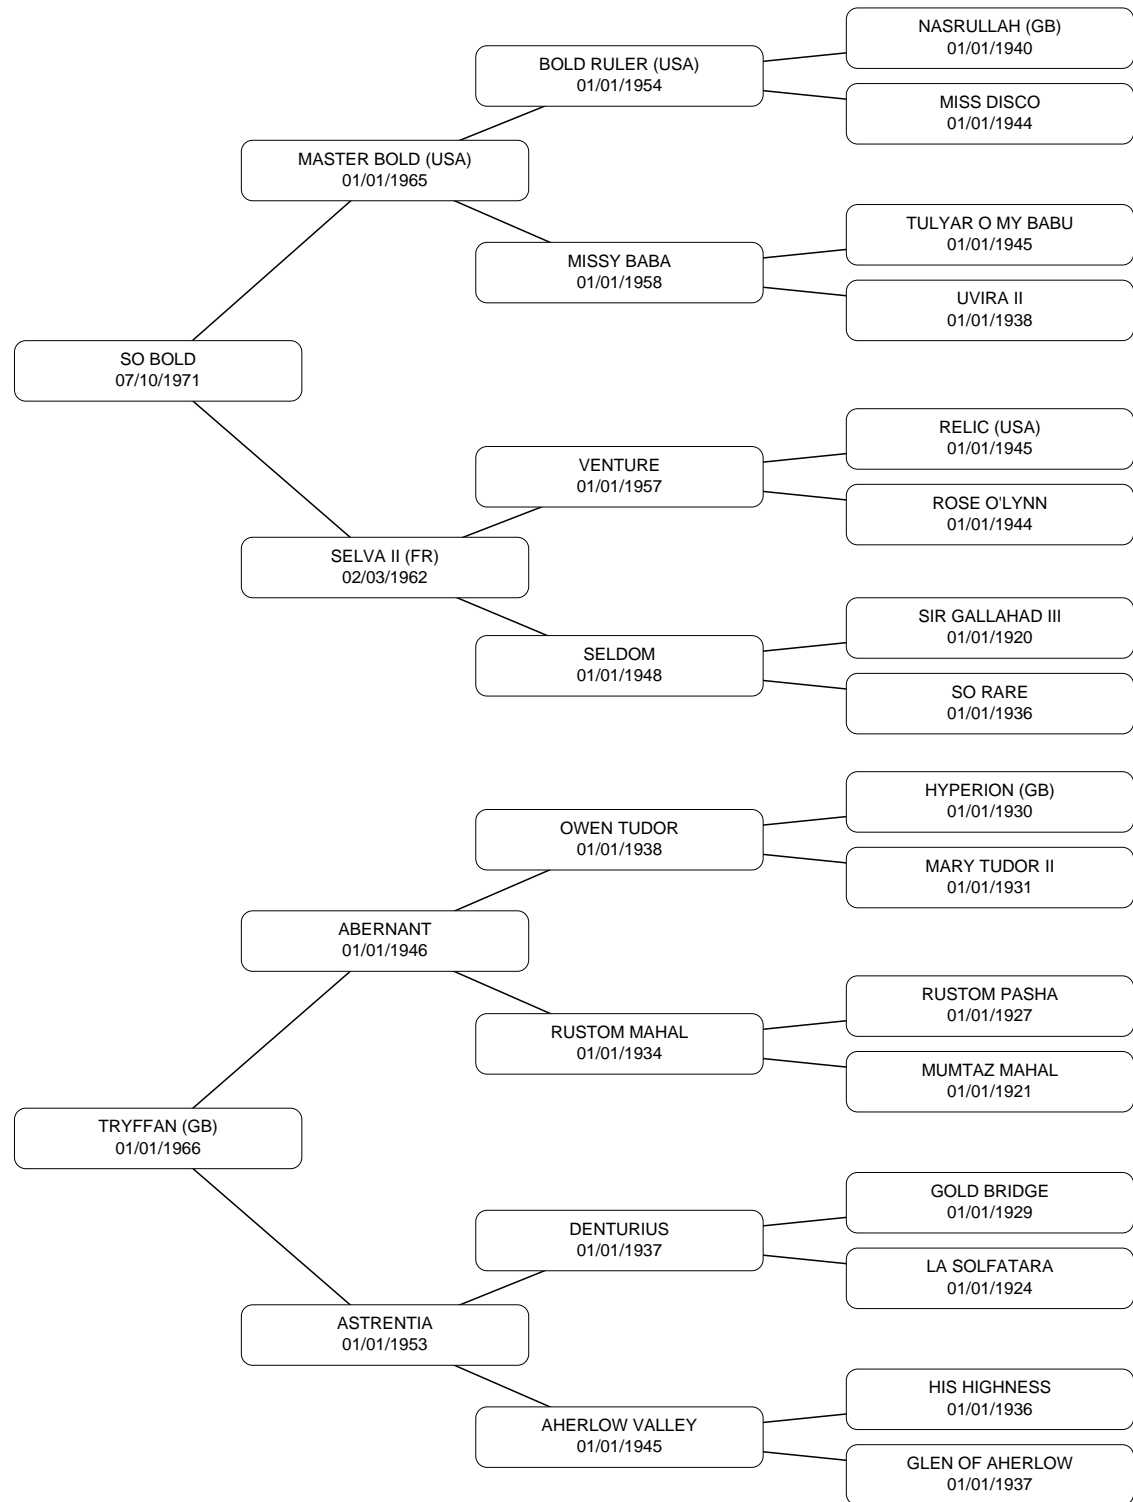 NASRULLAH (GB)
01/01/1940
BOLD RULER (USA)
01/01/1954
MISS DISCO
01/01/1944
MASTER BOLD (USA)
01/01/1965
TULYAR O MY BABU
01/01/1945
MISSY BABA
01/01/1958
UVIRA II
01/01/1938
SO BOLD
07/10/1971
RELIC (USA)
01/01/1945
VENTURE
01/01/1957
ROSE O'LYNN
01/01/1944
SELVA II (FR)
02/03/1962
SIR GALLAHAD III
01/01/1920
SELDOM
01/01/1948
SO RARE
01/01/1936
HYPERION (GB)
01/01/1930
OWEN TUDOR
01/01/1938
MARY TUDOR II
01/01/1931
ABERNANT
01/01/1946
RUSTOM PASHA
01/01/1927
RUSTOM MAHAL
01/01/1934
MUMTAZ MAHAL
01/01/1921
TRYFFAN (GB)
01/01/1966
GOLD BRIDGE
01/01/1929
DENTURIUS
01/01/1937
LA SOLFATARA
01/01/1924
ASTRENTIA
01/01/1953
HIS HIGHNESS
01/01/1936
AHERLOW VALLEY
01/01/1945
GLEN OF AHERLOW
01/01/1937